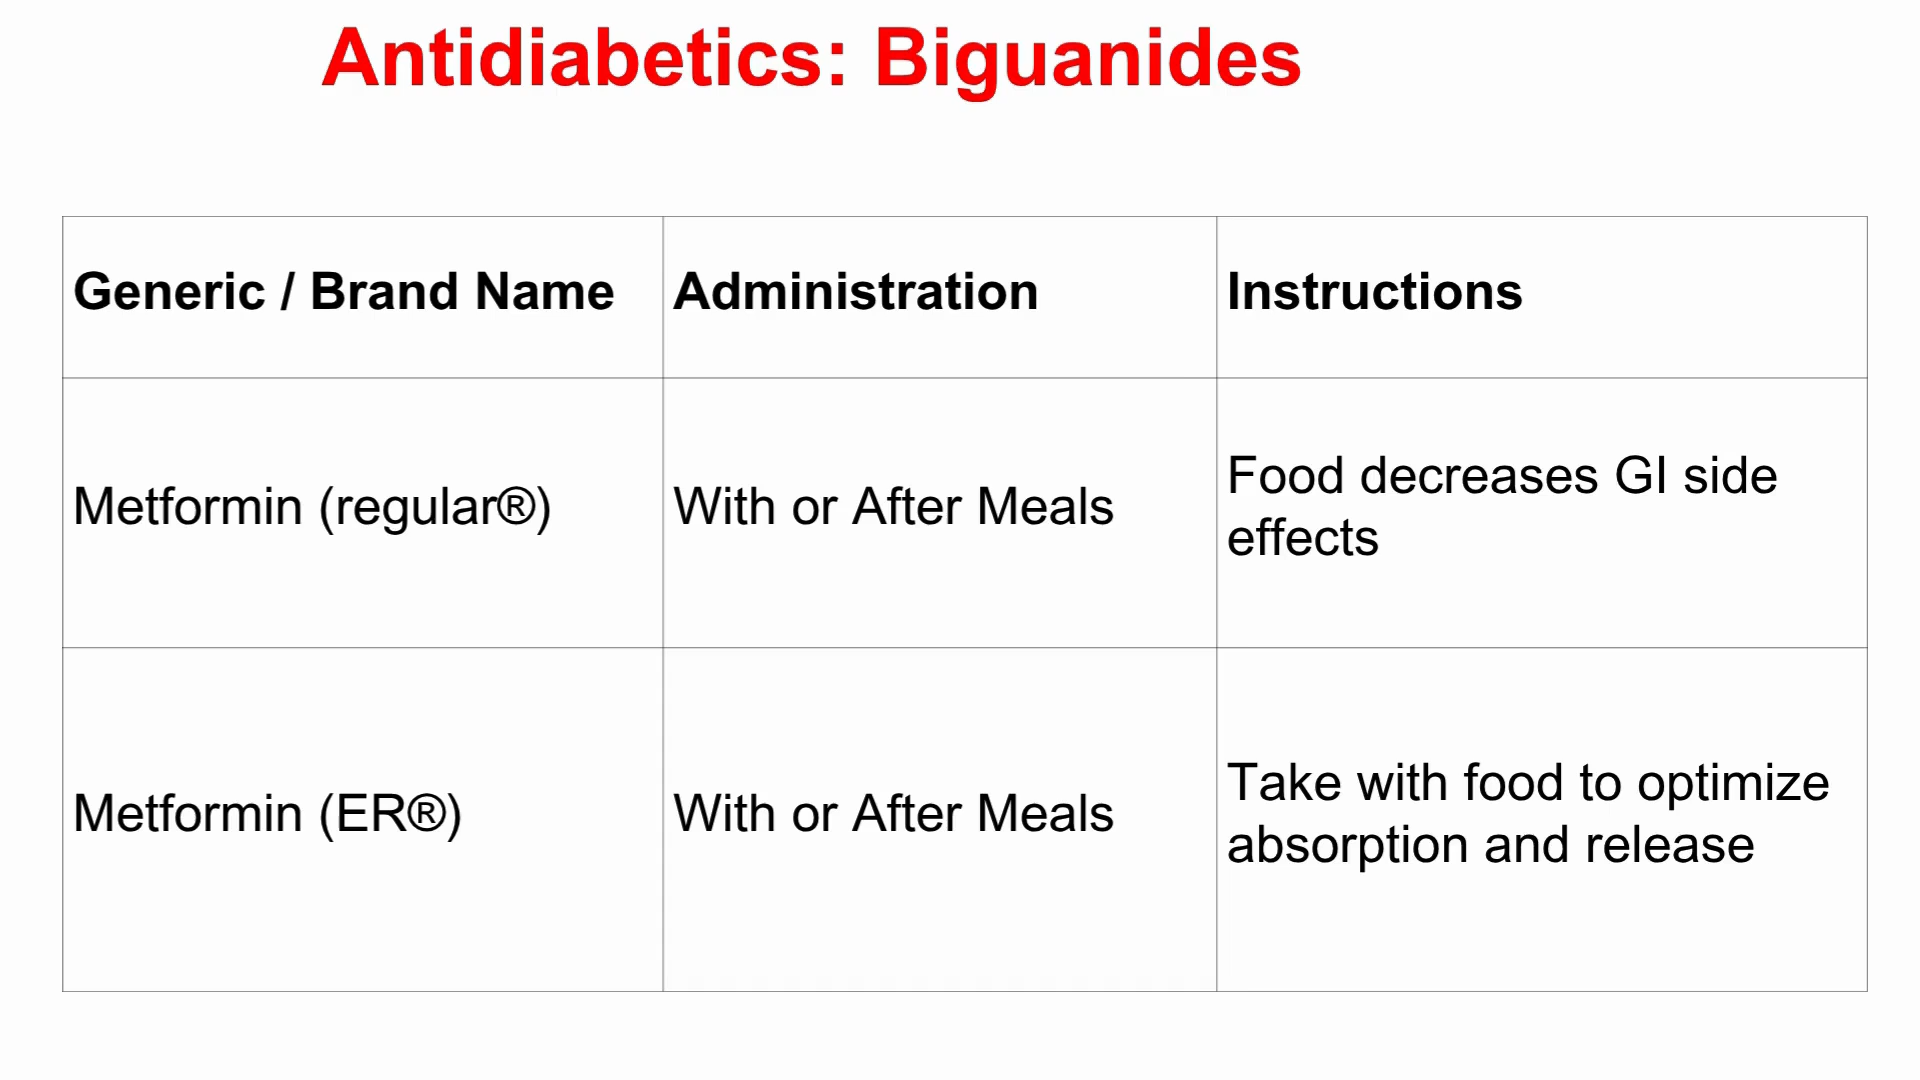 Antidiabetics: Biguanides
Generic / Brand Name
Administration
Instructions
Metformin (regular®)
With or After Meals
Food decreases GI side
effects
Metformin (ER®)
With or After Meals
Take with food to optimize
absorption and release